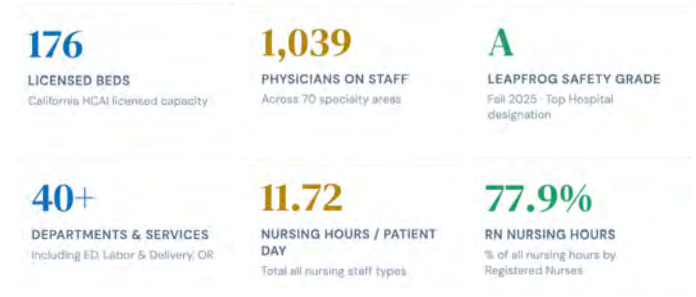 176
LICENSED BEDS
California HCAI licensed capacity
1,039
PHYSICIANS ON STAFF
Across 70 specialty areas
A
LEAPFROG SAFETY GRADE
Fall 2025 · Top Hospital
designation
40+
DEPARTMENTS & SERVICES
Including ED, Labor & Delivery, OR
11.72
NURSING HOURS / PATIENT
DAY
Total all nursing staff types
77.9%
RN NURSING HOURS
% of all nursing hours by
Registered Nurses